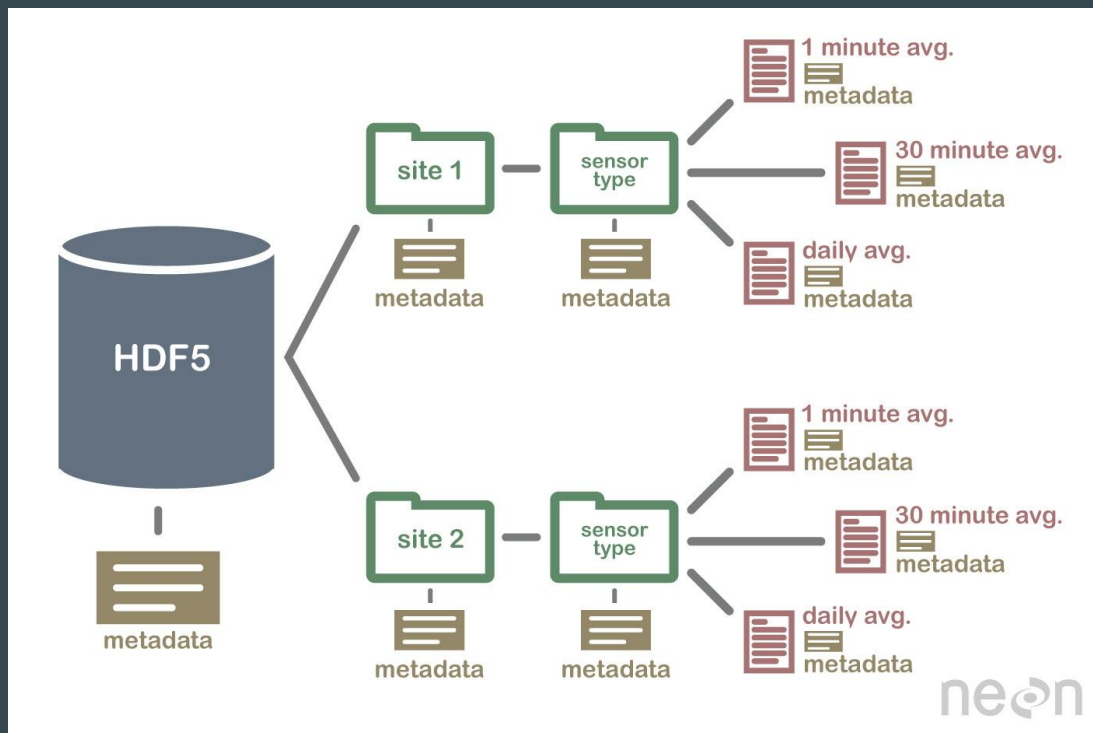 HDF5
metadata
site 1
metadata
sensor
type
metadata
1 minute avg.
metadata
30 minute avg.
metadata
daily avg.
metadata
site 2
metadata
sensor
type
metadata
1 minute avg.
metadata
30 minute avg.
metadata
daily avg.
metadata
neon